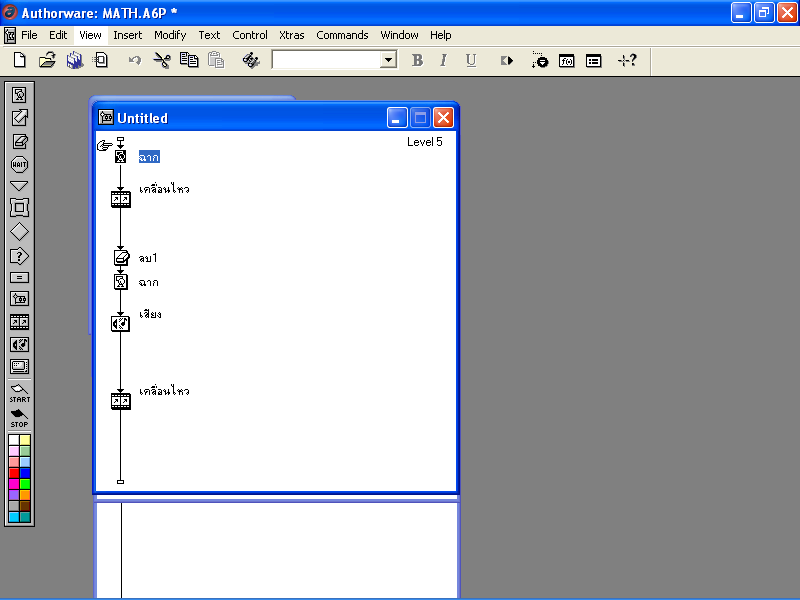 Authorware: MATH.A6P *
File Edit View Insert Modify Text Control Xtras Commands Window Help
B I U
Untitled
Level 5
ฉาก
เคลื่อนไหว
ลบ1
ฉาก
เสียง
เคลื่อนไหว
WAIT
START
STOP